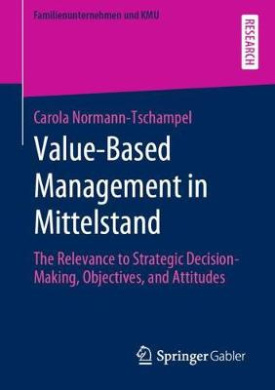 Familienunternehmen und KMU
RESEARCH
Carola Normann-Tschampel
Value-Based
Management in
Mittelstand
The Relevance to Strategic Decision-
Making, Objectives, and Attitudes
Springer Gabler